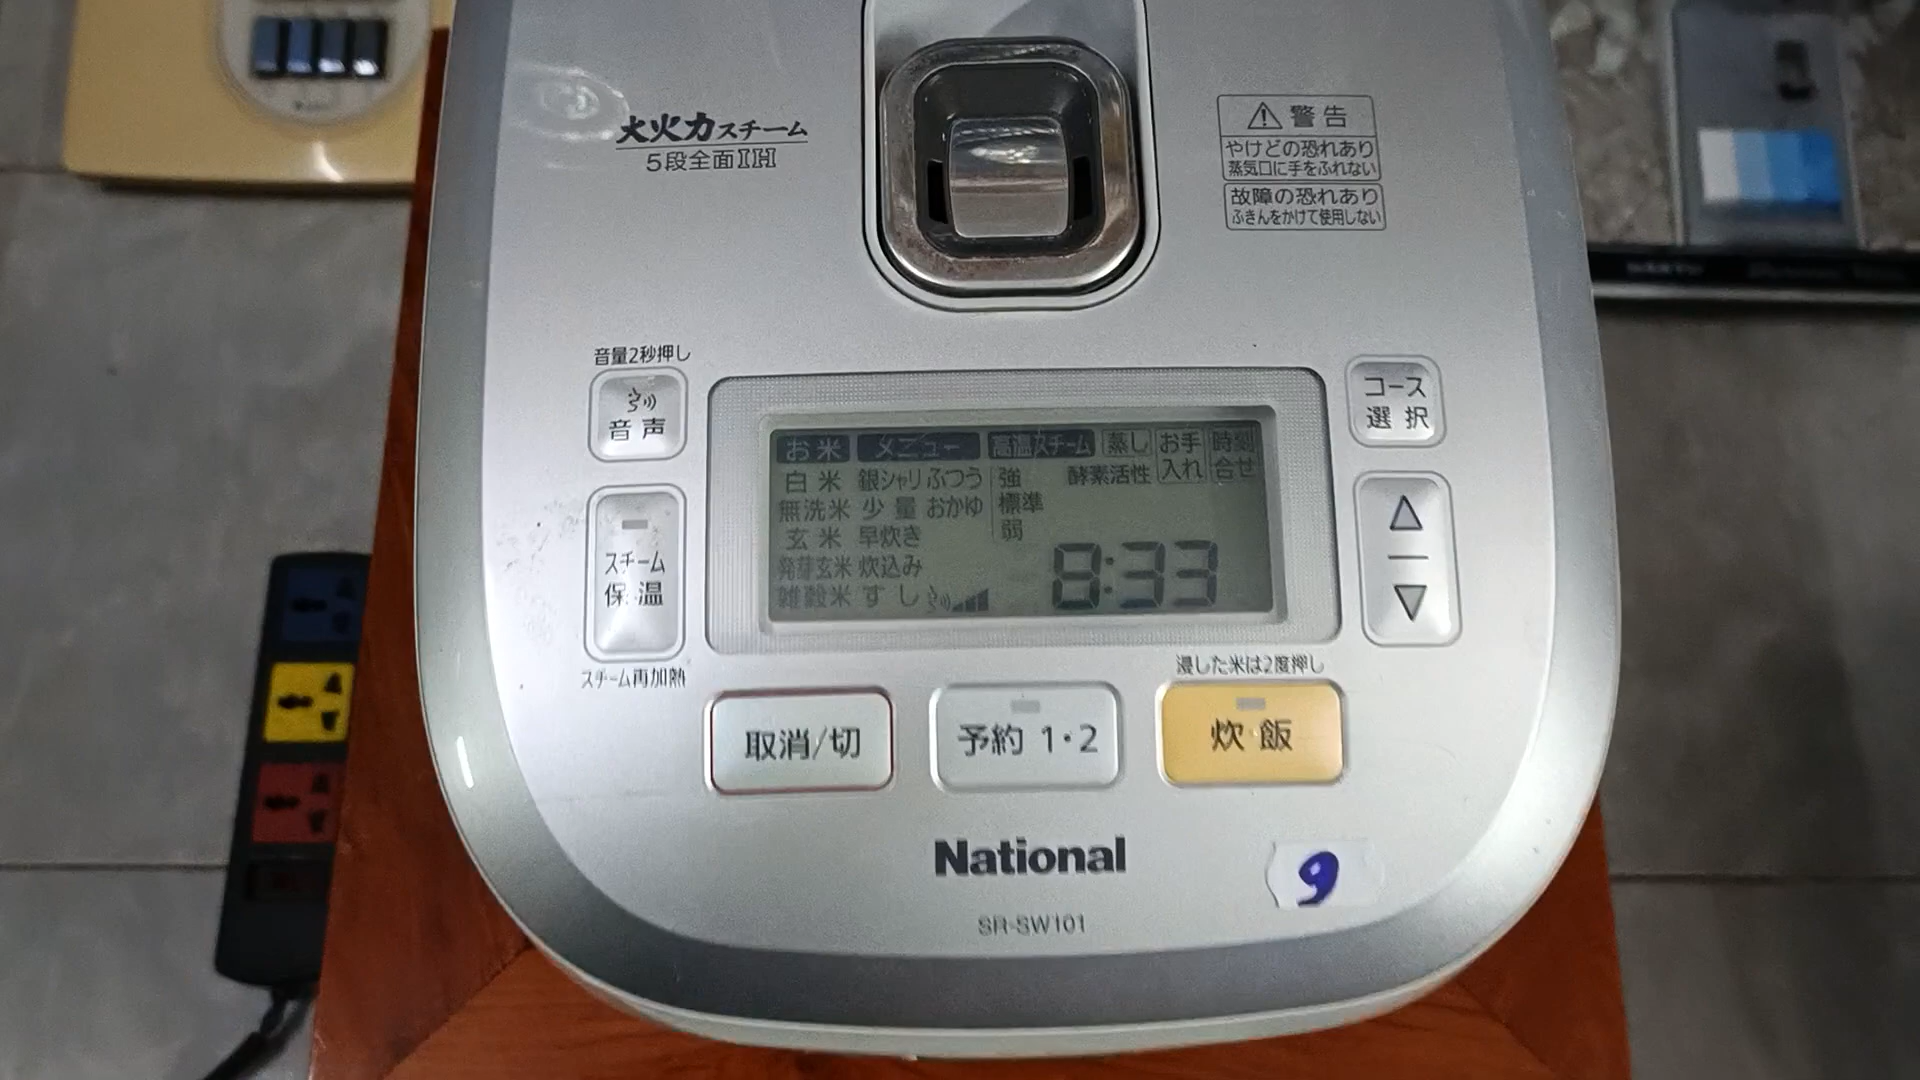 大火力スチーム
5段全面IH
警告
やけどの恐れあり
蒸気口に手をふれない
故障の恐れあり
ふきんをかけて使用しない
音量2秒押し
音声
コース
選択
お米 メニュー 高温スチーム 蒸し お手入れ 時刻合せ
白米 銀シャリ ふつう 強 酵素活性
無洗米 少量 おかゆ 標準
玄米 早炊き 弱
発芽玄米 炊込み
雑穀米 すし
8:33
スチーム
保温
スチーム再加熱
浸した米は2度押し
取消/切
予約 1・2
炊飯
National
9
SR-SW101